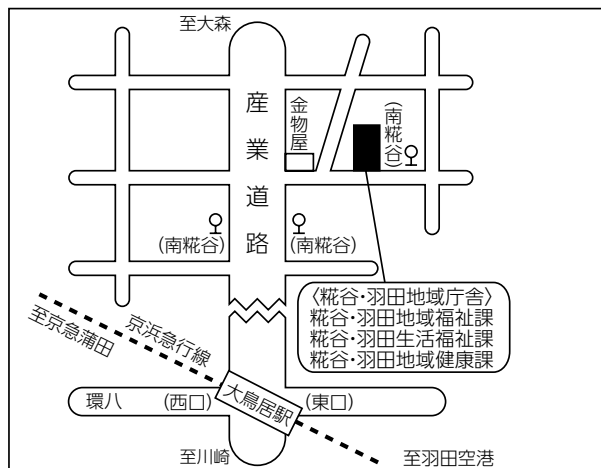 至大森
産業道路
金物屋
(南糀谷)
(南糀谷)
(南糀谷)
〈糀谷・羽田地域庁舎〉
糀谷・羽田地域福祉課
糀谷・羽田生活福祉課
糀谷・羽田地域健康課
京浜急行線
至京急蒲田
大鳥居駅
環八
(西口)
(東口)
至川崎
至羽田空港